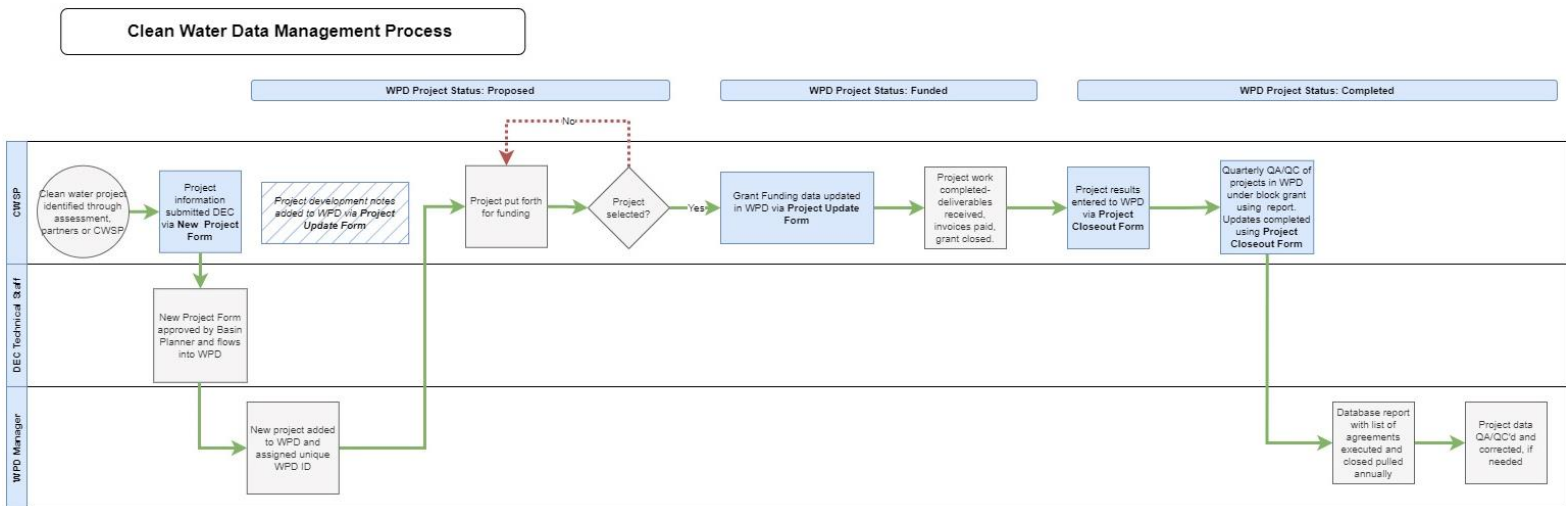 Clean Water Data Management Process
WPD Project Status: Proposed
WPD Project Status: Funded
WPD Project Status: Completed
No
CWSP
Clean water project
identified through
assessment,
partners or CWSP
Project
information
submitted DEC
via New Project
Form
Project development notes
added to WPD via Project
Update Form
Project put forth
for funding
Project
selected?
Yes
Grant Funding data updated
in WPD via Project Update
Form
Project work
completed-
deliverables
received,
invoices paid,
grant closed.
Project results
entered to WPD
via Project
Closeout Form
Quarterly QA/QC of
projects in WPD
under block grant
using report.
Updates completed
using Project
Closeout Form
DEC Technical Staff
New Project Form
approved by Basin
Planner and flows
into WPD
WPD Manager
New project added
to WPD and
assigned unique
WPD ID
Database report
with list of
agreements
executed and
closed pulled
annually
Project data
QA/QC'd and
corrected, if
needed